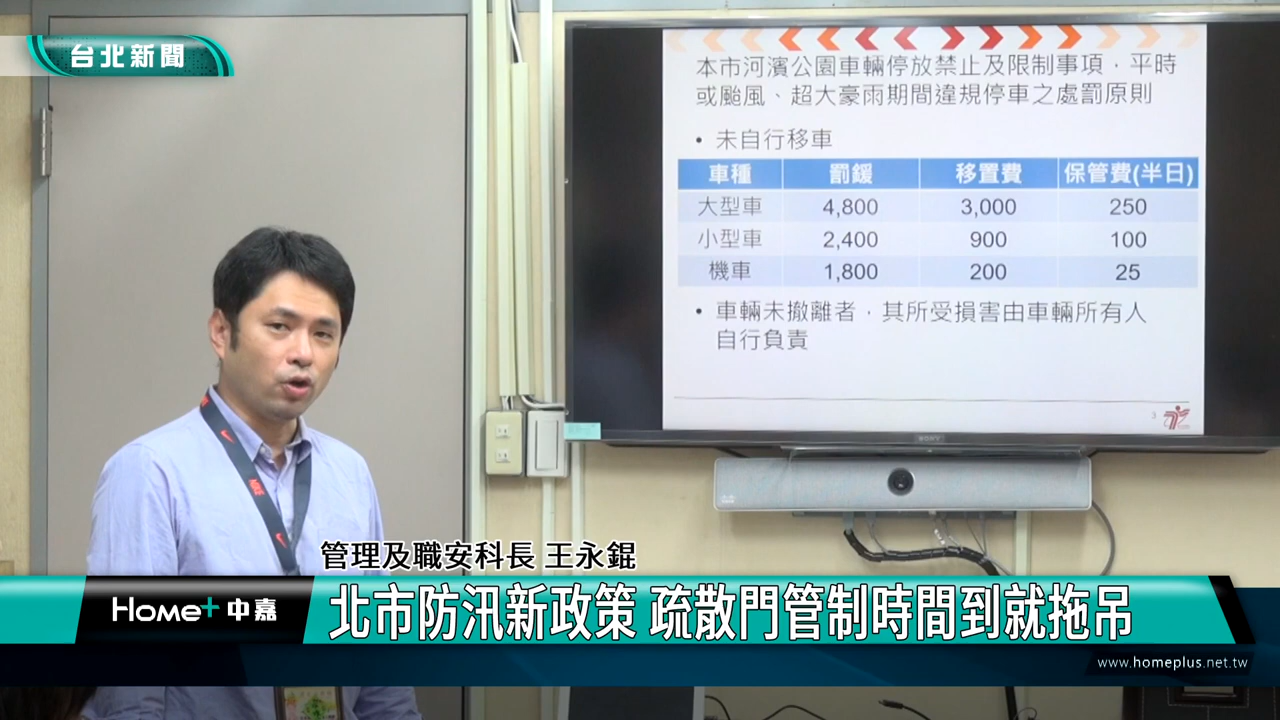 台北新聞
本市河濱公園車輛停放禁止及限制事項，平時
或颱風、超大豪雨期間違規停車之處罰原則
• 未自行移車
車種 罰鍰 移置費 保管費(半日)
大型車 4,800 3,000 250
小型車 2,400 900 100
機車 1,800 200 25
• 車輛未撤離者，其所受損害由車輛所有人
自行負責
3
SONY
管理及職安科長 王永錕
Home+ 中嘉
北市防汛新政策 疏散門管制時間到就拖吊
www.homeplus.net.tw